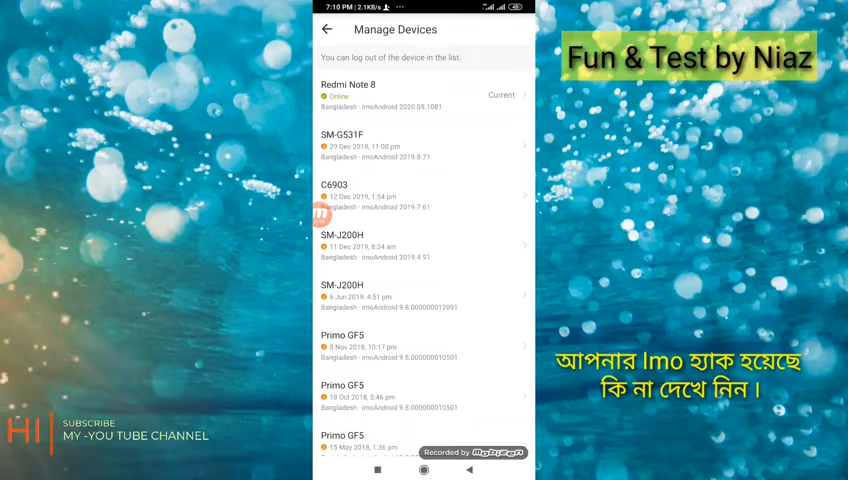 7:10 PM | 2.1KB/s
Manage Devices
You can log out of the device in the list.
Redmi Note 8
Online
Current
Bangladesh · imoAndroid 2020.05.1081
SM-G531F
29 Dec 2019, 11:00 pm
Bangladesh · imoAndroid 2019.8.71
C6903
12 Dec 2019, 1:54 pm
Bangladesh · imoAndroid 2019.7.61
SM-J200H
11 Dec 2019, 8:34 am
Bangladesh · imoAndroid 2019.4.91
SM-J200H
6 Jun 2019, 4:51 pm
Bangladesh · imoAndroid 9.8.000000012091
Primo GF5
8 Nov 2018, 10:17 pm
Bangladesh · imoAndroid 9.8.000000010501
Primo GF5
18 Oct 2018, 5:46 pm
Bangladesh · imoAndroid 9.8.000000010501
Primo GF5
15 May 2018, 1:36 pm
Recorded by mobizen
Fun & Test by Niaz
আপনার Imo হ্যাক হয়েছে
কি না দেখে নিন ।
HI
SUBSCRIBE
MY -YOU TUBE CHANNEL